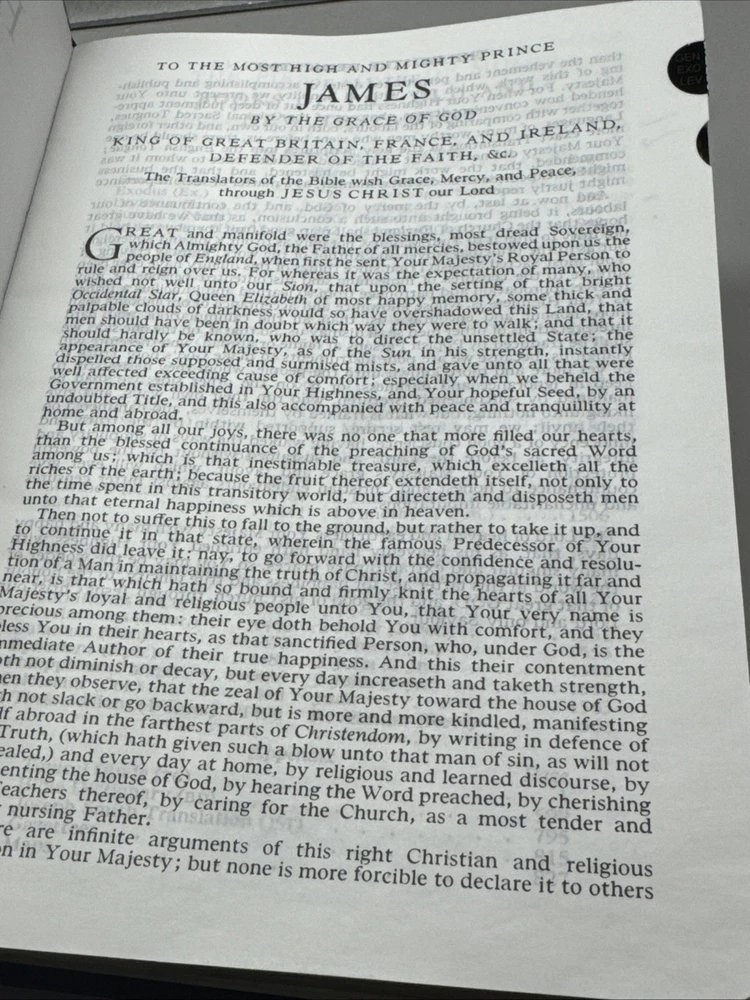 TO THE MOST HIGH AND MIGHTY PRINCE
JAMES
BY THE GRACE OF GOD
KING OF GREAT BRITAIN, FRANCE, AND IRELAND,
DEFENDER OF THE FAITH, &c.
The Translators of the Bible wish Grace, Mercy, and Peace,
through JESUS CHRIST our Lord
GREAT and manifold were the blessings, most dread Sovereign,
which Almighty God, the Father of all mercies, bestowed upon us the
people of England, when first he sent Your Majesty's Royal Person to
rule and reign over us. For whereas it was the expectation of many, who
wished not well unto our Sion, that upon the setting of that bright
Occidental Star, Queen Elizabeth of most happy memory, some thick and
palpable clouds of darkness would so have overshadowed this Land, that
men should have been in doubt which way they were to walk; and that it
should hardly be known, who was to direct the unsettled State; the
appearance of Your Majesty, as of the Sun in his strength, instantly
dispelled those supposed and surmised mists, and gave unto all that were
well affected exceeding cause of comfort; especially when we beheld the
Government established in Your Highness, and Your hopeful Seed, by an
undoubted Title, and this also accompanied with peace and tranquillity at
home and abroad.
But among all our joys, there was no one that more filled our hearts,
than the blessed continuance of the preaching of God's sacred Word
among us; which is that inestimable treasure, which excelleth all the
riches of the earth; because the fruit thereof extendeth itself, not only to
the time spent in this transitory world, but directeth and disposeth men
unto that eternal happiness which is above in heaven.
Then not to suffer this to fall to the ground, but rather to take it up, and
to continue it in that state, wherein the famous Predecessor of Your
Highness did leave it: nay, to go forward with the confidence and resolu-
tion of a Man in maintaining the truth of Christ, and propagating it far and
near, is that which hath so bound and firmly knit the hearts of all Your
Majesty's loyal and religious people unto You, that Your very name is
precious among them: their eye doth behold You with comfort, and they
less You in their hearts, as that sanctified Person, who, under God, is the
mmediate Author of their true happiness. And this their contentment
oth not diminish or decay, but every day increaseth and taketh strength,
en they observe, that the zeal of Your Majesty toward the house of God
h not slack or go backward, but is more and more kindled, manifesting
lf abroad in the farthest parts of Christendom, by writing in defence of
Truth, (which hath given such a blow unto that man of sin, as will not
ealed,) and every day at home, by religious and learned discourse, by
enting the house of God, by hearing the Word preached, by cherishing
eachers thereof, by caring for the Church, as a most tender and
nursing Father.
re are infinite arguments of this right Christian and religious
n in Your Majesty; but none is more forcible to declare it to others
GEN
EXO
LEV